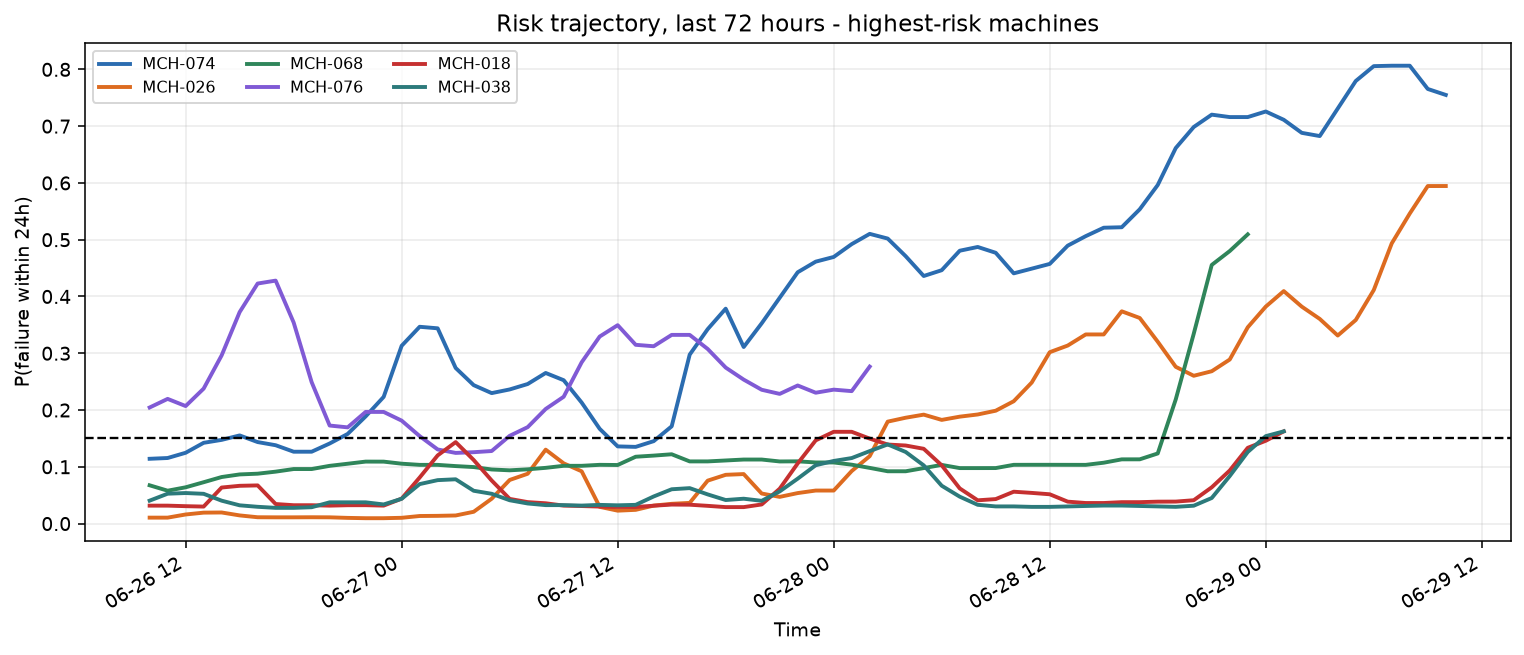 Risk trajectory, last 72 hours - highest-risk machines
MCH-074 MCH-068 MCH-018
MCH-026 MCH-076 MCH-038
P(failure within 24h)
0.8
0.7
0.6
0.5
0.4
0.3
0.2
0.1
0.0
06-26 12 06-27 00 06-27 12 06-28 00 06-28 12 06-29 00 06-29 12
Time